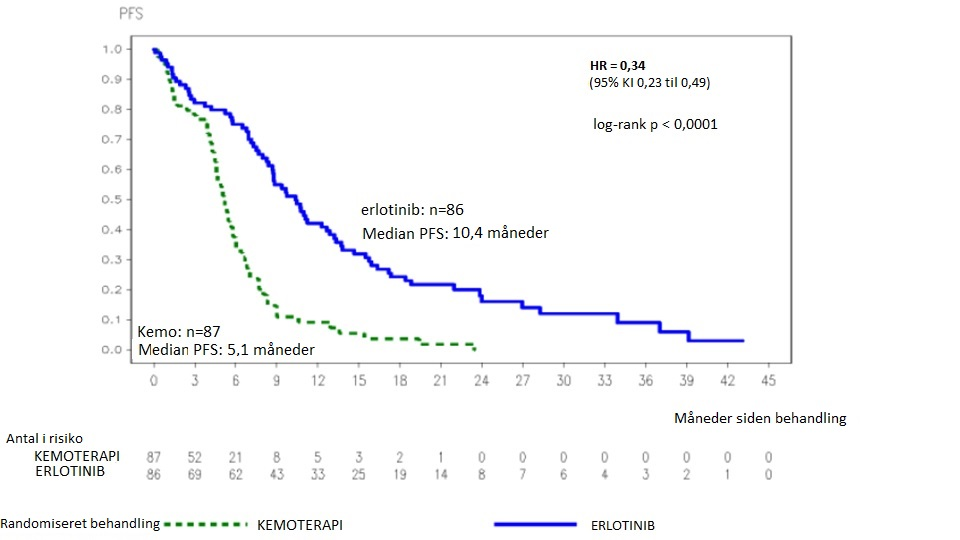 PFS
1.0
0.9
0.8
0.7
0.6
0.5
0.4
0.3
0.2
0.1
0.0
HR = 0,34
(95% KI 0,23 til 0,49)
log-rank p < 0,0001
erlotinib: n=86
Median PFS: 10,4 måneder
Kemo: n=87
Median PFS: 5,1 måneder
0 3 6 9 12 15 18 21 24 27 30 33 36 39 42 45
Måneder siden behandling
Antal i risiko
KEMOTERAPI 87 52 21 8 5 3 2 1 0 0 0 0 0 0 0 0
ERLOTINIB 86 69 62 43 33 25 19 14 8 7 6 4 3 2 1 0
Randomiseret behandling KEMOTERAPI ERLOTINIB